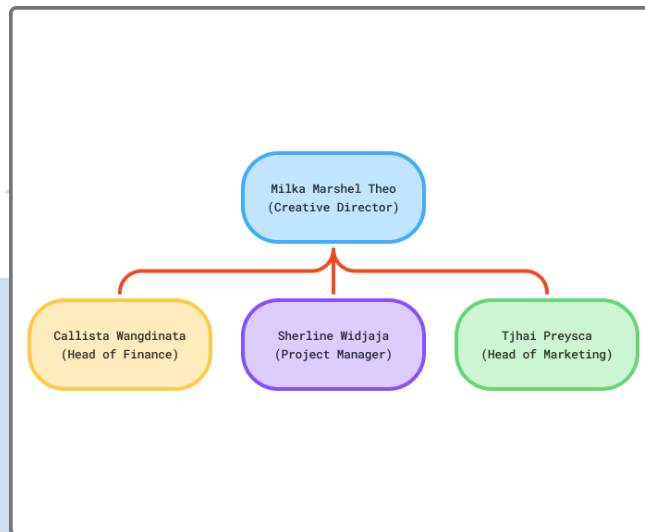 Milka Marshel Theo
(Creative Director)
Callista Wangdinata
(Head of Finance)
Sherline Widjaja
(Project Manager)
Tjhai Preysca
(Head of Marketing)